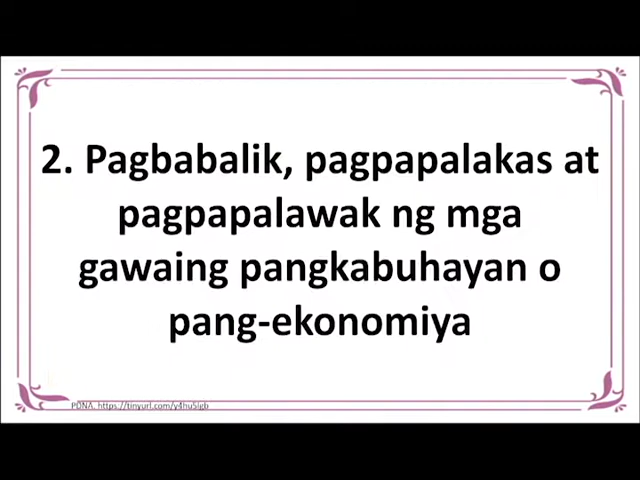 2. Pagbabalik, pagpapalakas at
pagpapalawak ng mga
gawaing pangkabuhayan o
pang-ekonomiya
PDNA. https://tinyurl.com/y4hu5lgb